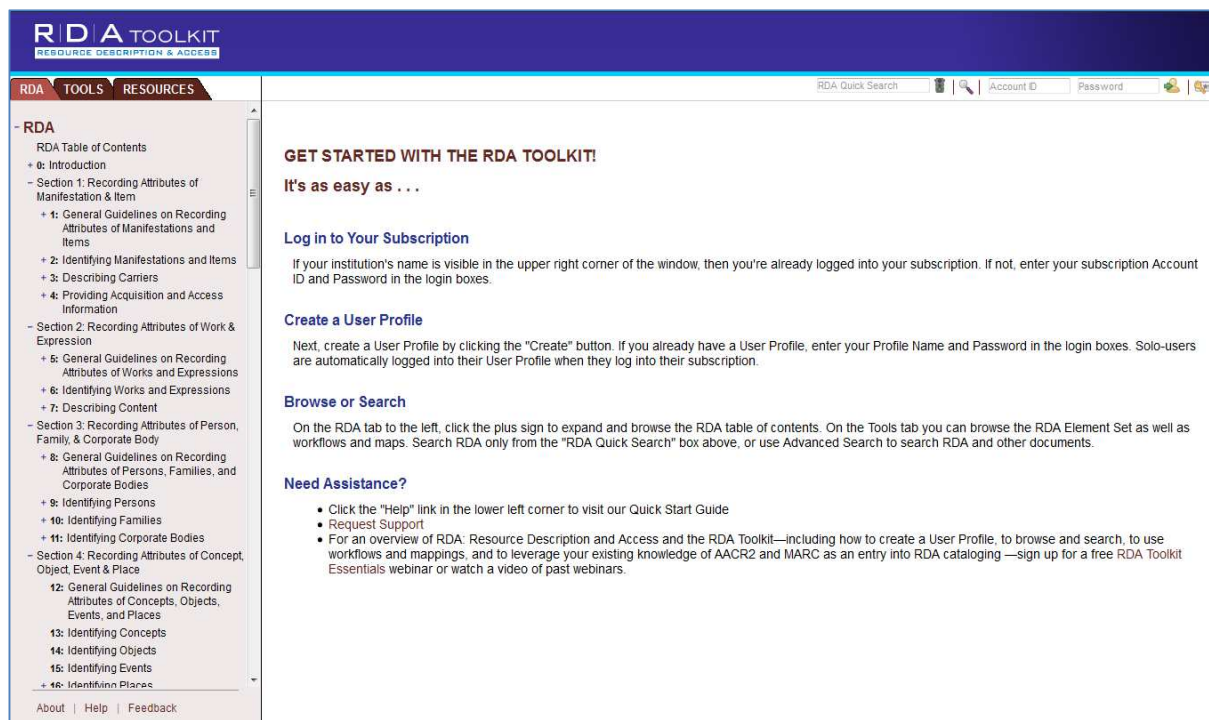 R|D|A TOOLKIT
RESOURCE DESCRIPTION & ACCESS
RDA TOOLS RESOURCES
RDA Quick Search
Account ID
Password
- RDA
RDA Table of Contents
+ 0: Introduction
- Section 1: Recording Attributes of
Manifestation & Item
+ 1: General Guidelines on Recording
Attributes of Manifestations and
Items
+ 2: Identifying Manifestations and Items
+ 3: Describing Carriers
+ 4: Providing Acquisition and Access
Information
- Section 2: Recording Attributes of Work &
Expression
+ 5: General Guidelines on Recording
Attributes of Works and Expressions
+ 6: Identifying Works and Expressions
+ 7: Describing Content
- Section 3: Recording Attributes of Person,
Family, & Corporate Body
+ 8: General Guidelines on Recording
Attributes of Persons, Families, and
Corporate Bodies
+ 9: Identifying Persons
+ 10: Identifying Families
+ 11: Identifying Corporate Bodies
- Section 4: Recording Attributes of Concept,
Object, Event & Place
12: General Guidelines on Recording
Attributes of Concepts, Objects,
Events, and Places
13: Identifying Concepts
14: Identifying Objects
15: Identifying Events
+ 16: Identifying Places
About | Help | Feedback
GET STARTED WITH THE RDA TOOLKIT!
It's as easy as . . .
Log in to Your Subscription
If your institution's name is visible in the upper right corner of the window, then you're already logged into your subscription. If not, enter your subscription Account
ID and Password in the login boxes.
Create a User Profile
Next, create a User Profile by clicking the "Create" button. If you already have a User Profile, enter your Profile Name and Password in the login boxes. Solo-users
are automatically logged into their User Profile when they log into their subscription.
Browse or Search
On the RDA tab to the left, click the plus sign to expand and browse the RDA table of contents. On the Tools tab you can browse the RDA Element Set as well as
workflows and maps. Search RDA only from the "RDA Quick Search" box above, or use Advanced Search to search RDA and other documents.
Need Assistance?
• Click the "Help" link in the lower left corner to visit our Quick Start Guide
• Request Support
• For an overview of RDA: Resource Description and Access and the RDA Toolkit—including how to create a User Profile, to browse and search, to use
workflows and mappings, and to leverage your existing knowledge of AACR2 and MARC as an entry into RDA cataloging —sign up for a free RDA Toolkit
Essentials webinar or watch a video of past webinars.